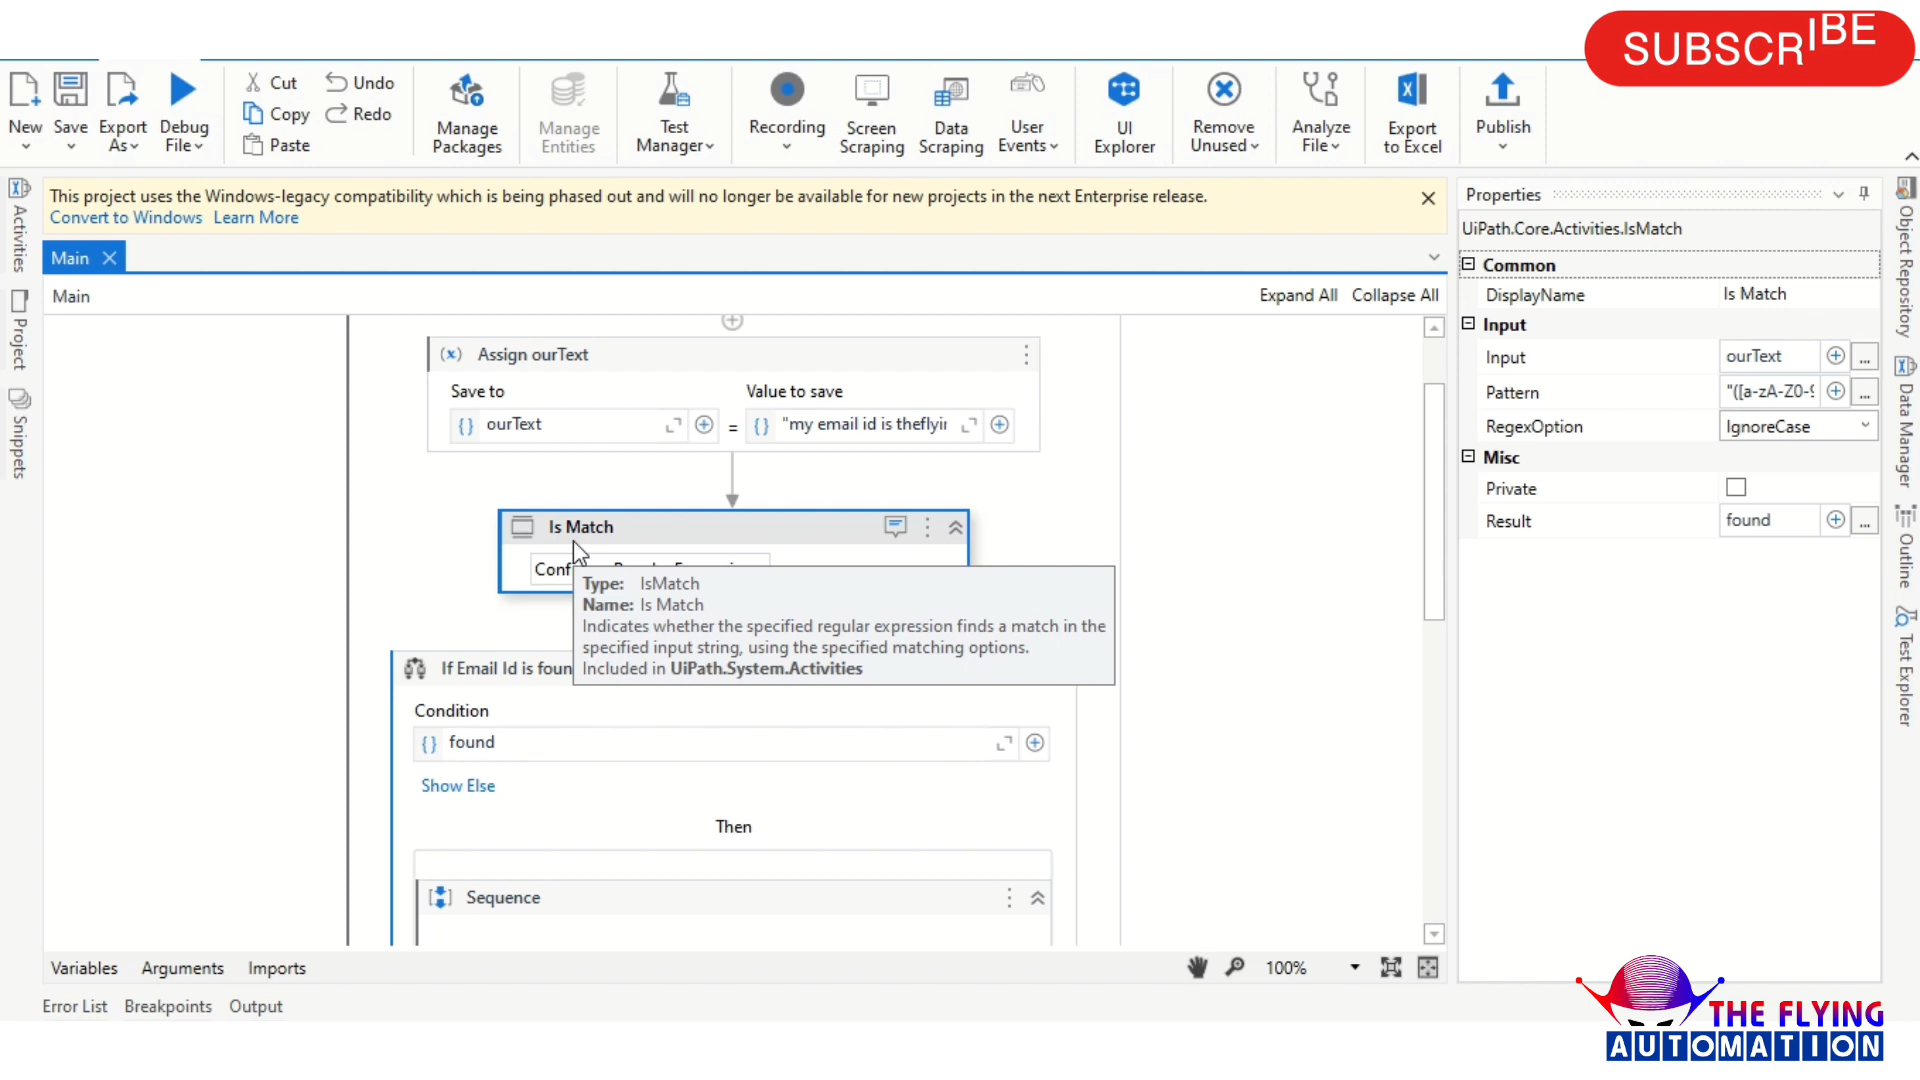 SUBSCRIBE
New
Save
Export As
Debug File
Cut
Copy
Paste
Undo
Redo
Manage Packages
Manage Entities
Test Manager
Recording
Screen Scraping
Data Scraping
User Events
UI Explorer
Remove Unused
Analyze File
Export to Excel
Publish
This project uses the Windows-legacy compatibility which is being phased out and will no longer be available for new projects in the next Enterprise release.
Convert to Windows Learn More
Main
Main
Expand All Collapse All
Activities
Project
Snippets
Assign ourText
Save to Value to save
ourText = "my email id is theflyin
Is Match
Conf
Type: IsMatch
Name: Is Match
Indicates whether the specified regular expression finds a match in the
specified input string, using the specified matching options.
Included in UiPath.System.Activities
If Email Id is foun
Condition
found
Show Else
Then
Sequence
Variables Arguments Imports
100%
Error List Breakpoints Output
Properties
UiPath.Core.Activities.IsMatch
Common
DisplayName Is Match
Input
Input ourText
Pattern "([a-zA-Z0-9
RegexOption IgnoreCase
Misc
Private
Result found
Object Repository
Data Manager
Outline
Test Explorer
THE FLYING
AUTOMATION